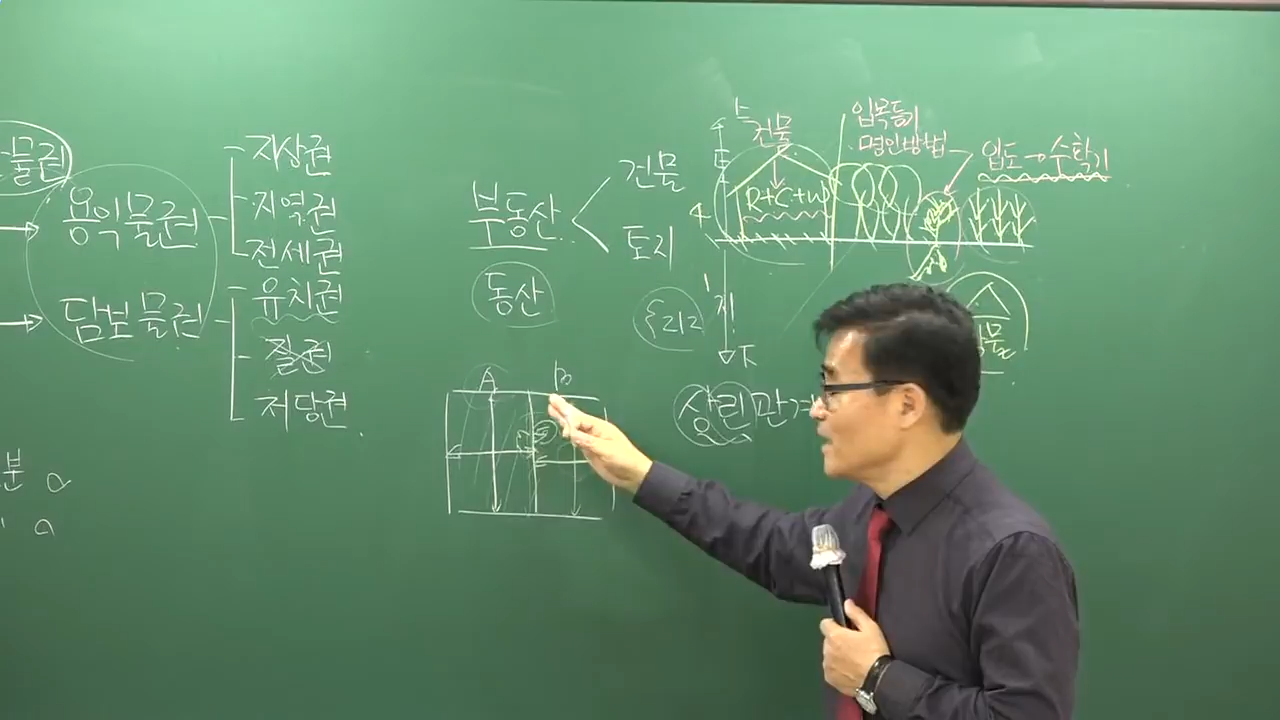 물권
용익물권
담보물권
지상권
지역권
전세권
유치권
질권
저당권
분 a
a
부동산
건물
토지
동산
A
B
상린관계
건물
R+C+W
입목등기
명인방법
입도→수확기